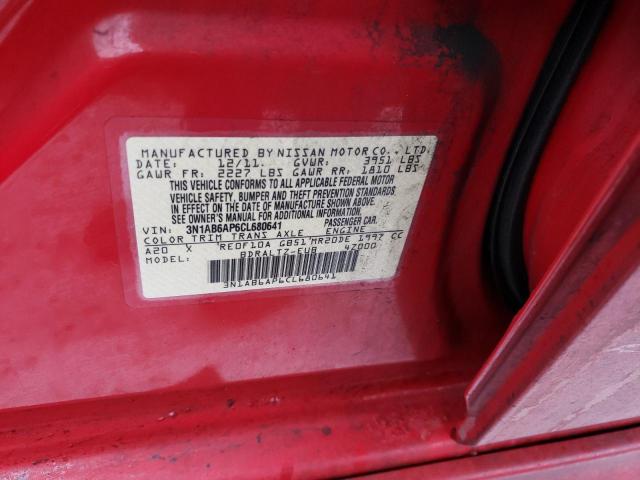 MANUFACTURED BY NISSAN MOTOR CO., LTD.
DATE: 12/11. GVWR: 3951 LBS
GAWR FR: 2227 LBS GAWR RR: 1810 LBS
THIS VEHICLE CONFORMS TO ALL APPLICABLE FEDERAL MOTOR
VEHICLE SAFETY, BUMPER AND THEFT PREVENTION STANDARDS
IN EFFECT ON THE DATE OF MANUFACTURE SHOWN ABOVE.
SEE OWNER'S MANUAL FOR ADDITIONAL INFORMATION
VIN: 3N1AB6AP6CL680641 PASSENGER CAR.
COLOR TRIM TRANS AXLE ENGINE
A20 X RE0F10A GB51 MR20DE 1997 CC
MODEL: BDRALTZ-EUB 4Z000
3N1AB6AP6CL680641